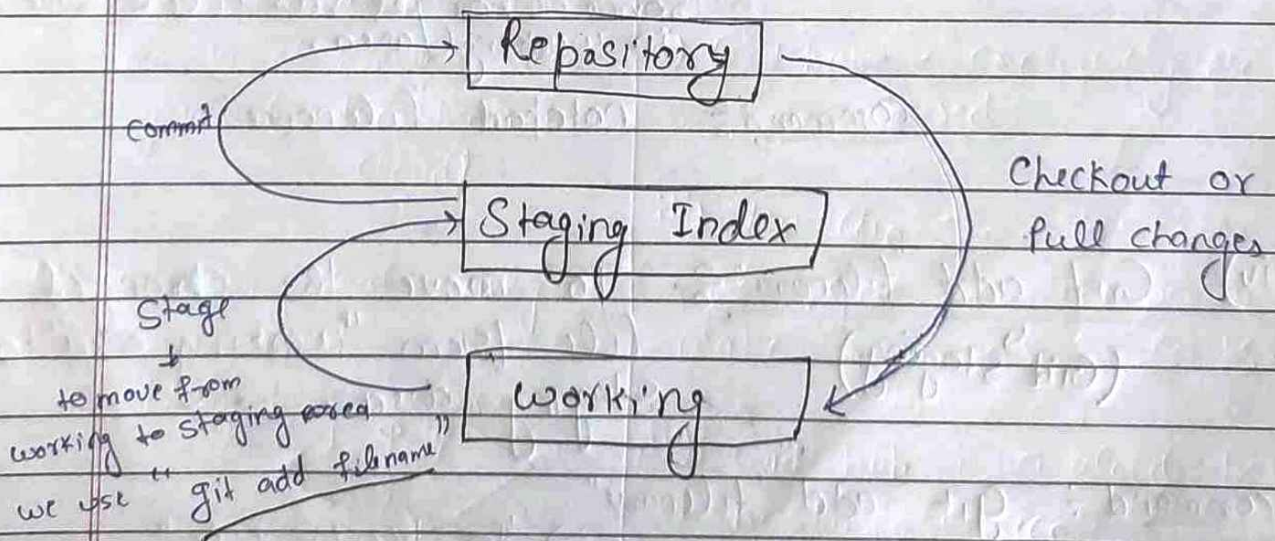 Repository
commit
Checkout or
Pull changes
Staging Index
Stage
to move from
working to staging area
we use " git add filename"
working